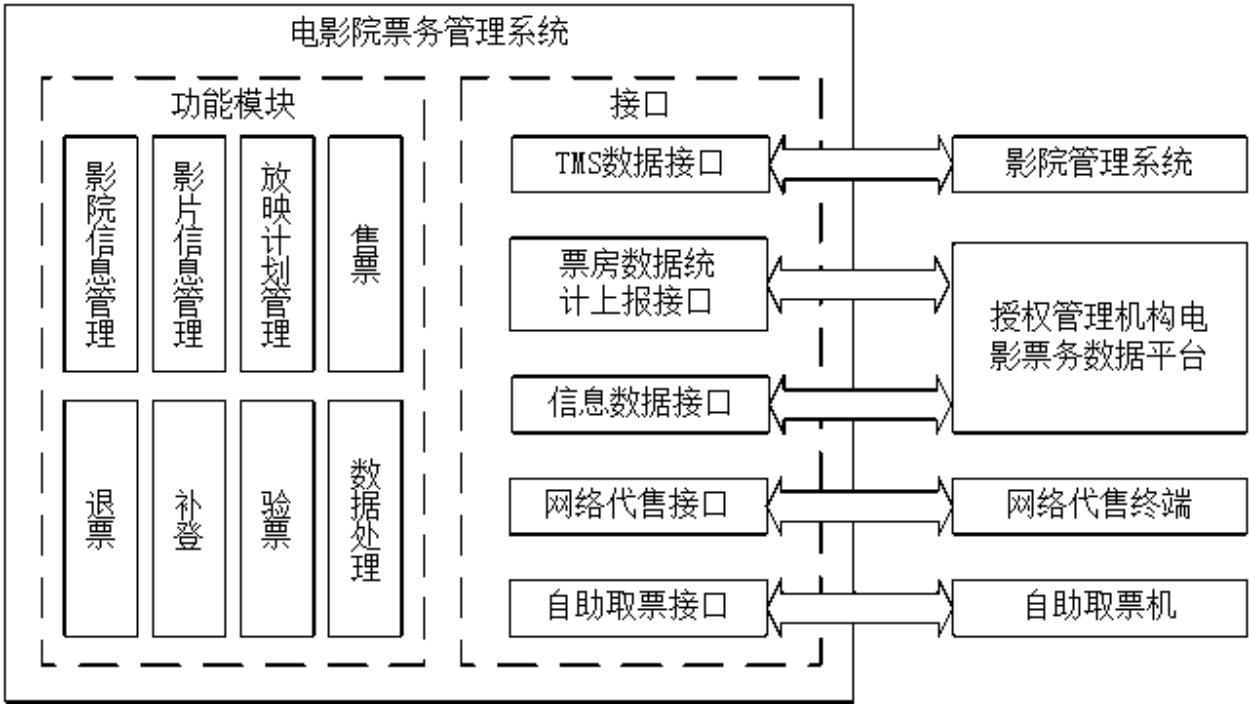 电影院票务管理系统
功能模块
影院信息管理
影片信息管理
放映计划管理
售票
退票
补登
验票
数据处理
接口
TMS数据接口
票房数据统
计上报接口
信息数据接口
网络代售接口
自助取票接口
影院管理系统
授权管理机构电
影票务数据平台
网络代售终端
自助取票机